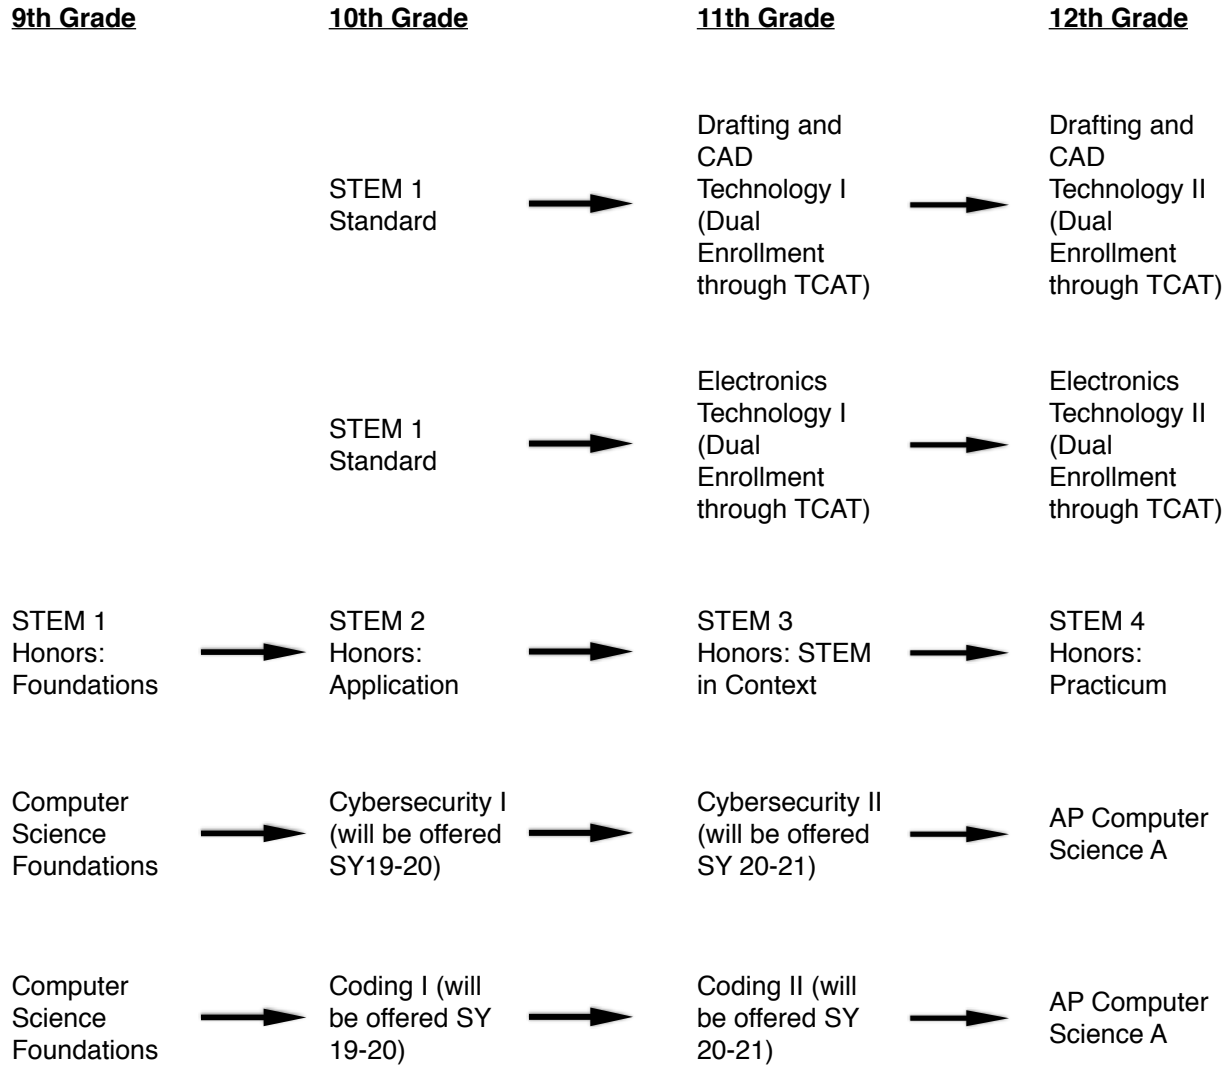 9th Grade
10th Grade
11th Grade
12th Grade
STEM 1
Standard
Drafting and
CAD
Technology I
(Dual
Enrollment
through TCAT)
Drafting and
CAD
Technology II
(Dual
Enrollment
through TCAT)
STEM 1
Standard
Electronics
Technology I
(Dual
Enrollment
through TCAT)
Electronics
Technology II
(Dual
Enrollment
through TCAT)
STEM 1
Honors:
Foundations
STEM 2
Honors:
Application
STEM 3
Honors: STEM
in Context
STEM 4
Honors:
Practicum
Computer
Science
Foundations
Cybersecurity I
(will be offered
SY19-20)
Cybersecurity II
(will be offered
SY 20-21)
AP Computer
Science A
Computer
Science
Foundations
Coding I (will
be offered SY
19-20)
Coding II (will
be offered SY
20-21)
AP Computer
Science A